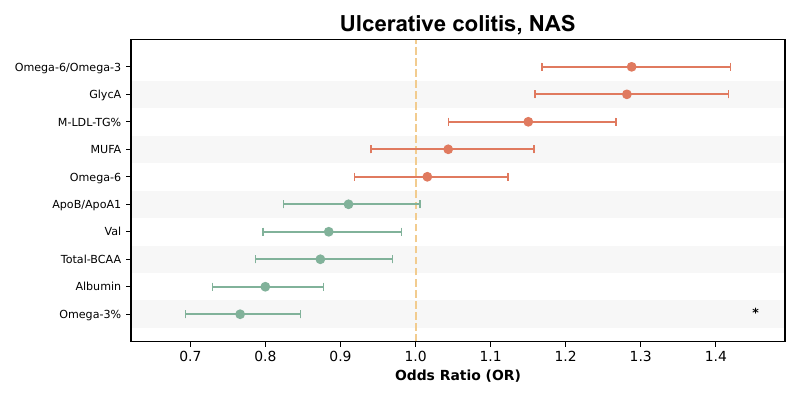 Ulcerative colitis, NAS
Omega-6/Omega-3
GlycA
M-LDL-TG%
MUFA
Omega-6
ApoB/ApoA1
Val
Total-BCAA
Albumin
Omega-3%
*
0.7 0.8 0.9 1.0 1.1 1.2 1.3 1.4
Odds Ratio (OR)